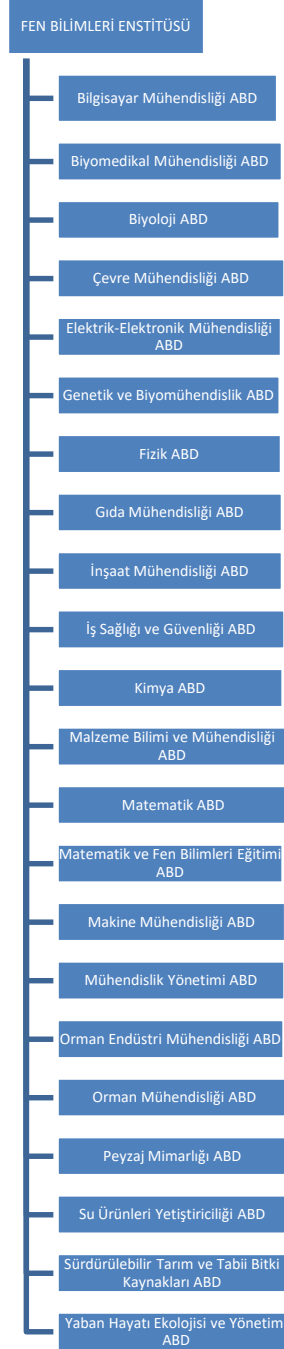 FEN BİLİMLERİ ENSTİTÜSÜ
Bilgisayar Mühendisliği ABD
Biyomedikal Mühendisliği ABD
Biyoloji ABD
Çevre Mühendisliği ABD
Elektrik-Elektronik Mühendisliği
ABD
Genetik ve Biyomühendislik ABD
Fizik ABD
Gıda Mühendisliği ABD
İnşaat Mühendisliği ABD
İş Sağlığı ve Güvenliği ABD
Kimya ABD
Malzeme Bilimi ve Mühendisliği
ABD
Matematik ABD
Matematik ve Fen Bilimleri Eğitimi
ABD
Makine Mühendisliği ABD
Mühendislik Yönetimi ABD
Orman Endüstri Mühendisliği ABD
Orman Mühendisliği ABD
Peyzaj Mimarlığı ABD
Su Ürünleri Yetiştiriciliği ABD
Sürdürülebilir Tarım ve Tabii Bitki
Kaynakları ABD
Yaban Hayatı Ekolojisi ve Yönetim
ABD